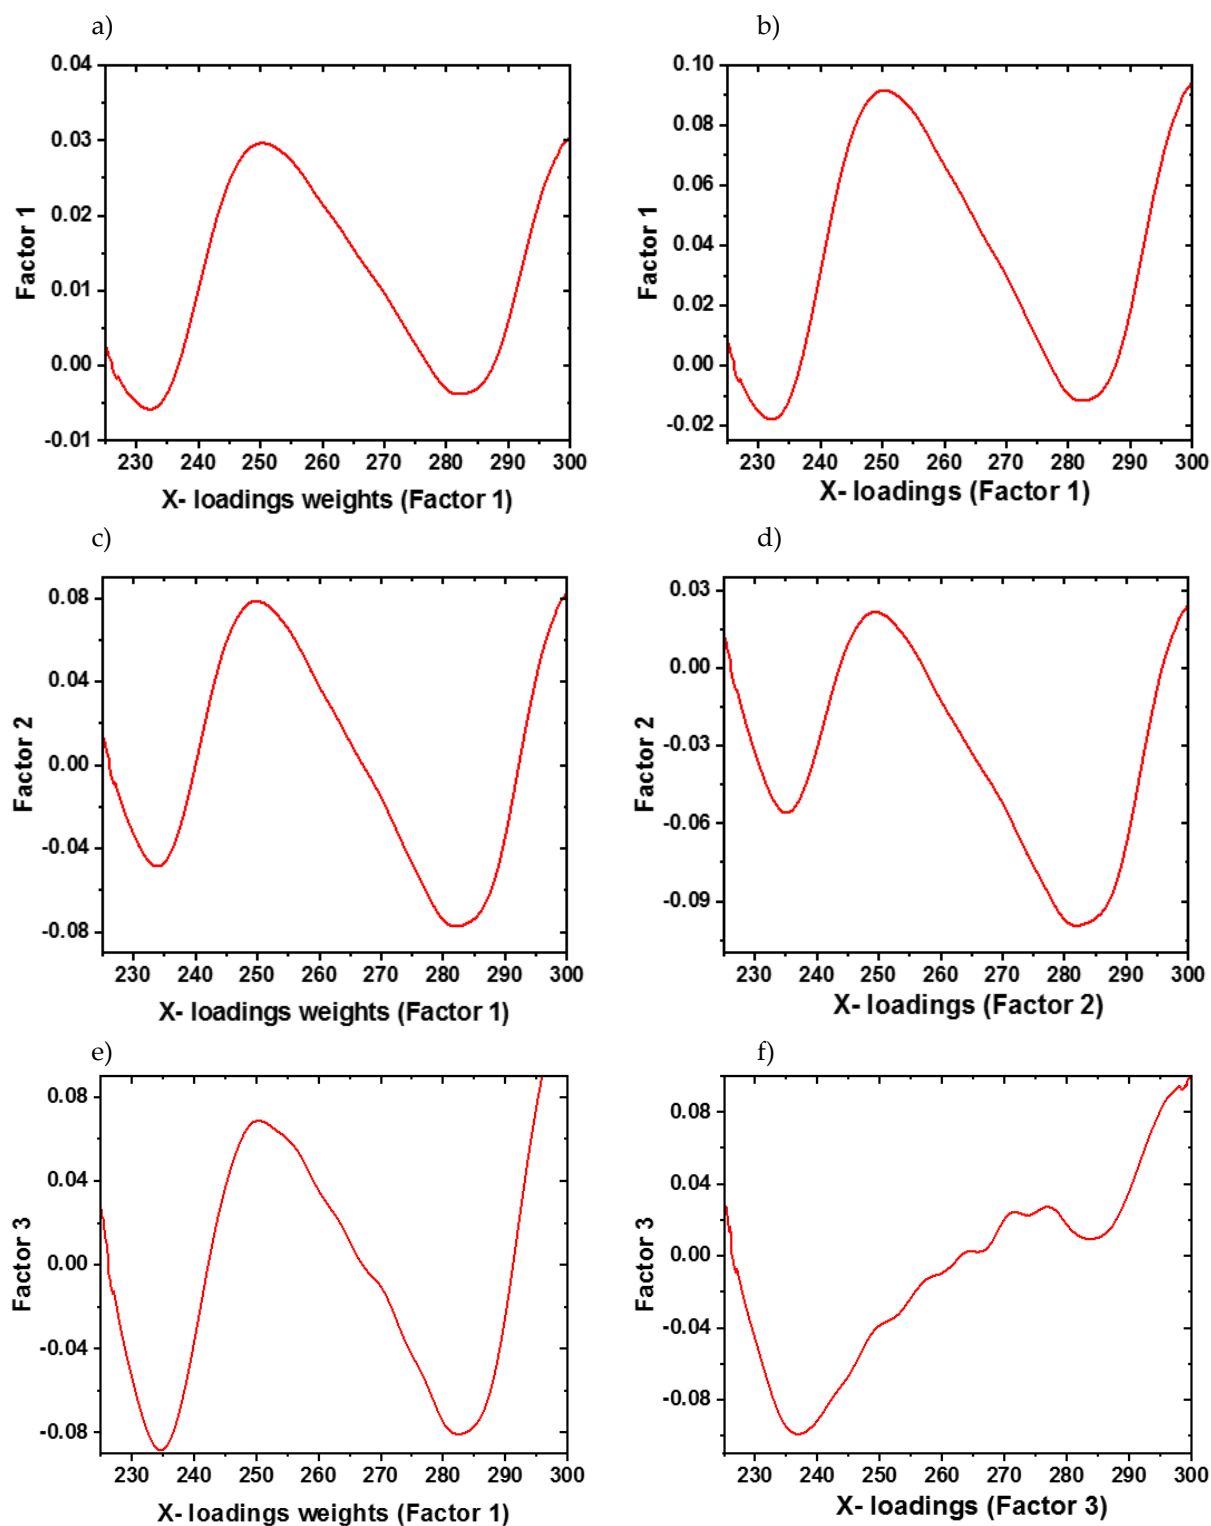 a)
0.04
0.03
0.02
0.01
0.00
-0.01
Factor 1
230 240 250 260 270 280 290 300
X- loadings weights (Factor 1)
b)
0.10
0.08
0.06
0.04
0.02
0.00
-0.02
Factor 1
230 240 250 260 270 280 290 300
X- loadings (Factor 1)
c)
0.08
0.04
0.00
-0.04
-0.08
Factor 2
230 240 250 260 270 280 290 300
X- loadings weights (Factor 1)
d)
0.03
0.00
-0.03
-0.06
-0.09
Factor 2
230 240 250 260 270 280 290 300
X- loadings (Factor 2)
e)
0.08
0.04
0.00
-0.04
-0.08
Factor 3
230 240 250 260 270 280 290 300
X- loadings weights (Factor 1)
f)
0.08
0.04
0.00
-0.04
-0.08
Factor 3
230 240 250 260 270 280 290 300
X- loadings (Factor 3)